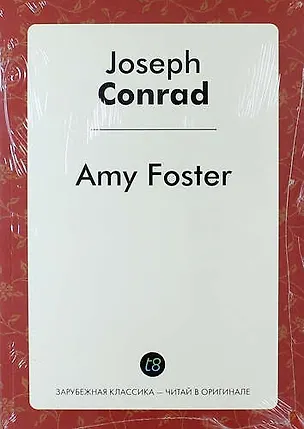 Joseph
Conrad
Amy Foster
t8
ЗАРУБЕЖНАЯ КЛАССИКА — ЧИТАЙ В ОРИГИНАЛЕ